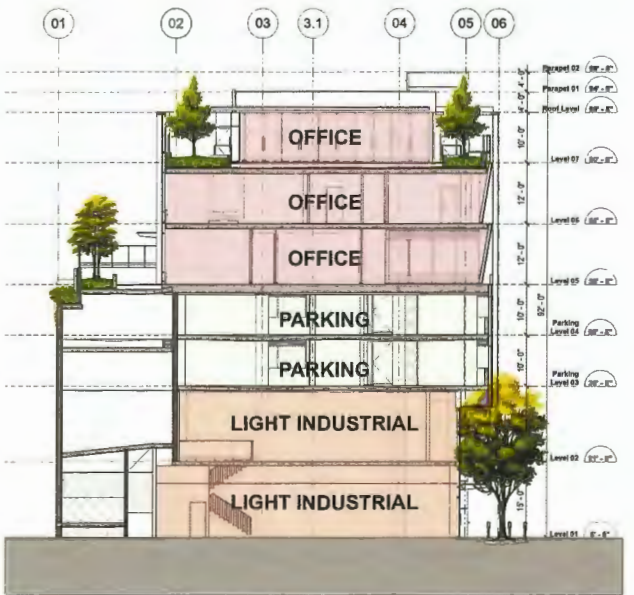 01 02 03 3.1 04 05 06
Parapet 02
4'-0"
Parapet 01
4'-0"
Roof Level
OFFICE
10'-0"
Level 07
OFFICE
12'-0"
Level 06
OFFICE
12'-0"
Level 05
PARKING
10'-0"
92'-0"
Parking
Level 04
PARKING
10'-0"
Parking
Level 03
LIGHT INDUSTRIAL
Level 02
LIGHT INDUSTRIAL
15'-0"
Level 01